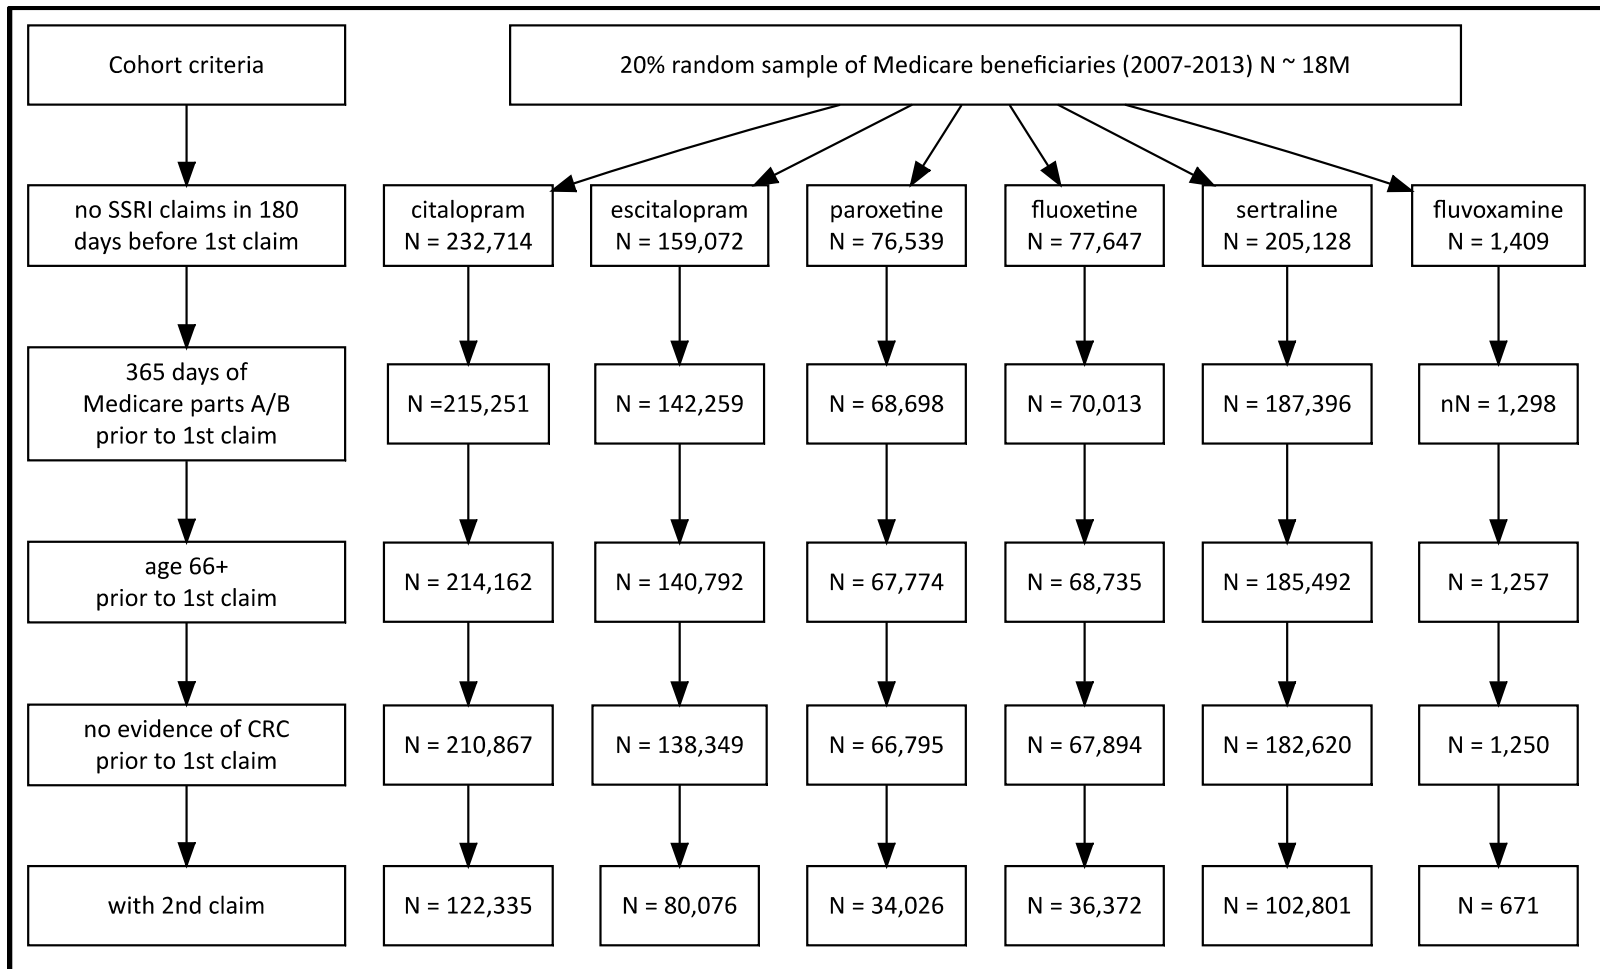 Cohort criteria
20% random sample of Medicare beneficiaries (2007-2013) N ~ 18M
no SSRI claims in 180
days before 1st claim
citalopram
N = 232,714
escitalopram
N = 159,072
paroxetine
N = 76,539
fluoxetine
N = 77,647
sertraline
N = 205,128
fluvoxamine
N = 1,409
365 days of
Medicare parts A/B
prior to 1st claim
N =215,251
N = 142,259
N = 68,698
N = 70,013
N = 187,396
nN = 1,298
age 66+
prior to 1st claim
N = 214,162
N = 140,792
N = 67,774
N = 68,735
N = 185,492
N = 1,257
no evidence of CRC
prior to 1st claim
N = 210,867
N = 138,349
N = 66,795
N = 67,894
N = 182,620
N = 1,250
with 2nd claim
N = 122,335
N = 80,076
N = 34,026
N = 36,372
N = 102,801
N = 671